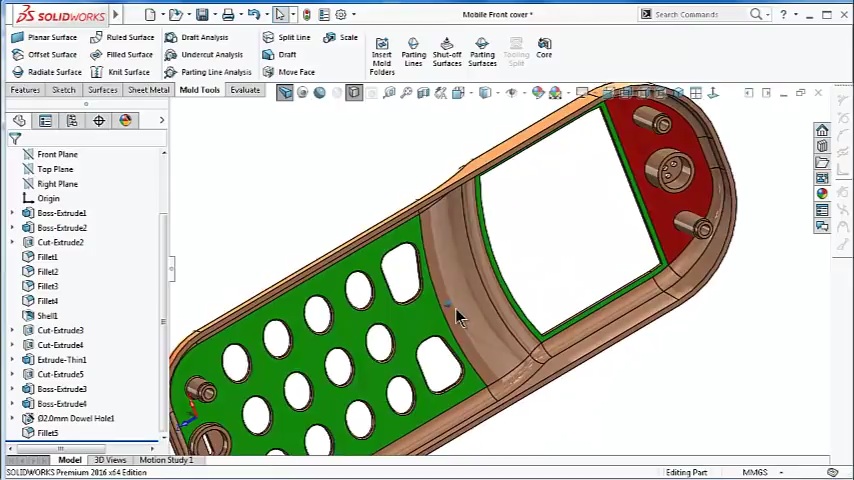 SOLIDWORKS
Mobile Front cover *
Search Commands
Planar Surface
Ruled Surface
Draft Analysis
Split Line
Scale
Offset Surface
Filled Surface
Undercut Analysis
Draft
Radiate Surface
Knit Surface
Parting Line Analysis
Move Face
Insert Mold Folders
Parting Lines
Shut-off Surfaces
Parting Surfaces
Tooling Split
Core
Features
Sketch
Surfaces
Sheet Metal
Mold Tools
Evaluate
Front Plane
Top Plane
Right Plane
Origin
Boss-Extrude1
Boss-Extrude2
Cut-Extrude2
Fillet1
Fillet2
Fillet3
Fillet4
Shell1
Cut-Extrude3
Cut-Extrude4
Extrude-Thin1
Cut-Extrude5
Boss-Extrude3
Boss-Extrude4
Ø2.0mm Dowel Hole1
Fillet5
Model
3D Views
Motion Study 1
SOLIDWORKS Premium 2016 x64 Edition
Editing Part
MMGS